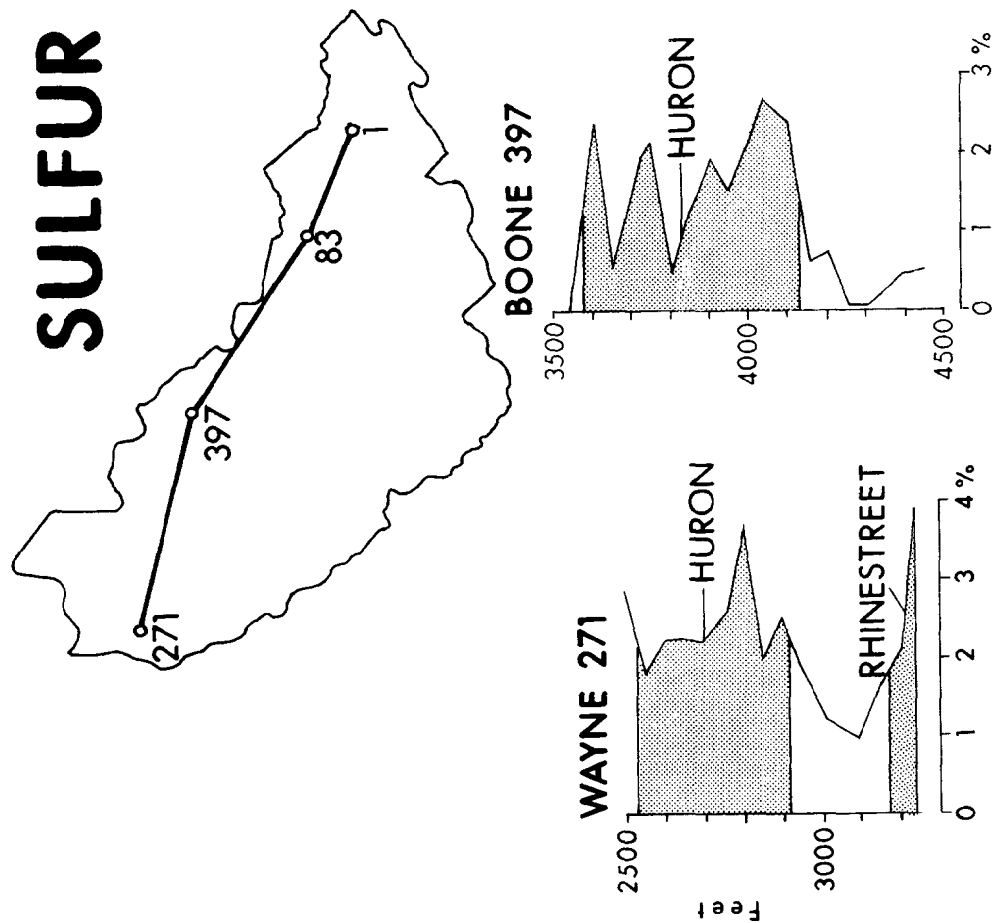 SULFUR
271
397
83
1
WAYNE 271
2500
3000
Feet
HURON
RHINESTREET
0 1 2 3 4 %
BOONE 397
3500
4000
4500
HURON
0 1 2 3 %